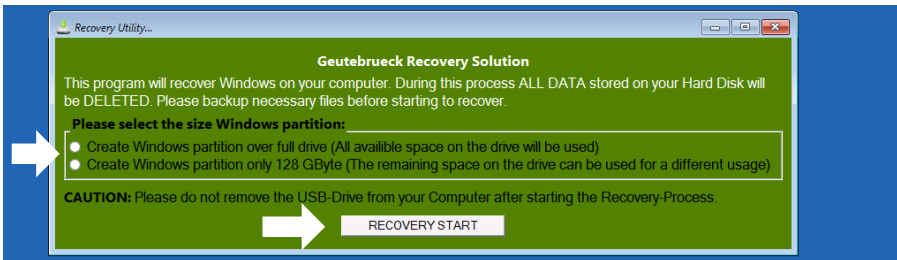 Recovery Utility...
Geutebrueck Recovery Solution
This program will recover Windows on your computer. During this process ALL DATA stored on your Hard Disk will
be DELETED. Please backup necessary files before starting to recover.
Please select the size Windows partition:
Create Windows partition over full drive (All availible space on the drive will be used)
Create Windows partition only 128 GByte (The remaining space on the drive can be used for a different usage)
CAUTION: Please do not remove the USB-Drive from your Computer after starting the Recovery-Process.
RECOVERY START